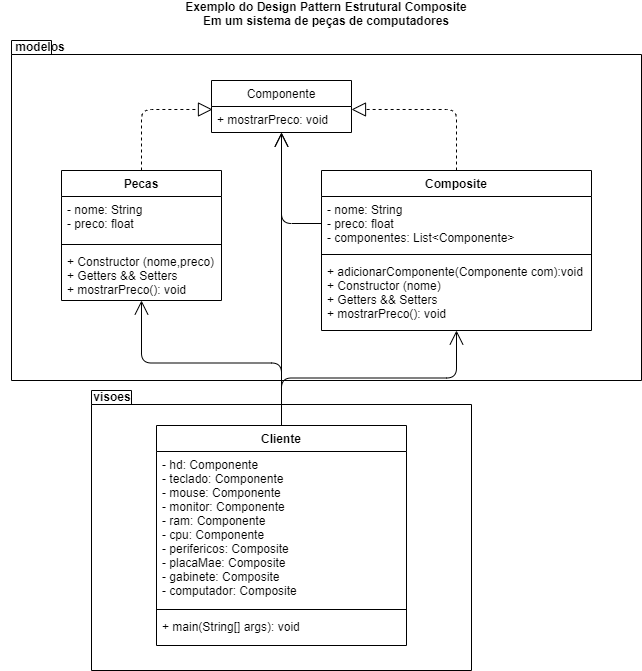 Exemplo do Design Pattern Estrutural Composite
Em um sistema de peças de computadores
modelos
Componente
+ mostrarPreco: void
Pecas
- nome: String
- preco: float
+ Constructor (nome,preco)
+ Getters && Setters
+ mostrarPreco(): void
Composite
- nome: String
- preco: float
- componentes: List<Componente>
+ adicionarComponente(Componente com):void
+ Constructor (nome)
+ Getters && Setters
+ mostrarPreco(): void
visoes
Cliente
- hd: Componente
- teclado: Componente
- mouse: Componente
- monitor: Componente
- ram: Componente
- cpu: Componente
- perifericos: Composite
- placaMae: Composite
- gabinete: Composite
- computador: Composite
+ main(String[] args): void